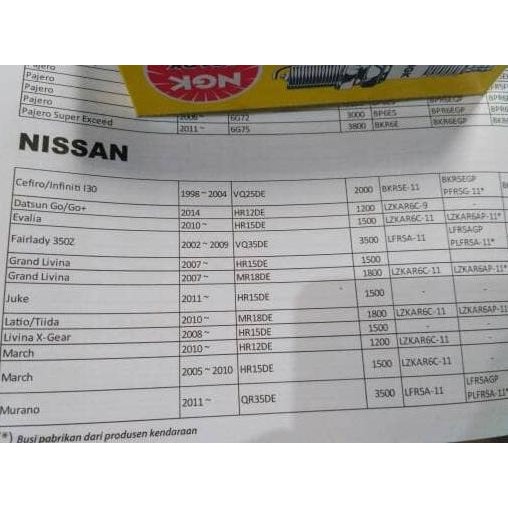 NGK
Pajero
Pajero
Pajero
Pajero 3000 BP6ES BPR6EGP
Pajero Super Exceed 2011 ~ 6G75 3800 BKR6E BKR6EGP
NISSAN
Cefiro/Infiniti I30 1998 ~ 2004 VQ25DE 2000 BKR5E-11 BKR5EGP
PFR5G-11*
Datsun Go/Go+ 2014 HR12DE 1200 LZKAR6C-9 -
Evalia 2010 ~ HR15DE 1500 LZKAR6C-11 LZKAR6AP-11*
Fairlady 350Z 2002 ~ 2009 VQ35DE 3500 LFR5A-11 LFR5AGP
PLFR5A-11*
Grand Livina 2007 ~ HR15DE 1500
Grand Livina 2007 ~ MR18DE 1800 LZKAR6C-11 LZKAR6AP-11*
Juke 2011 ~ HR15DE 1500 - -
Latio/Tiida 2010 ~ MR18DE 1800 LZKAR6C-11 LZKAR6AP-11
Livina X-Gear 2008 ~ HR15DE 1500 - -
March 2010 ~ HR12DE 1200 LZKAR6C-11 -
March 2005 ~ 2010 HR15DE 1500 LZKAR6C-11 -
Murano 2011 ~ QR35DE 3500 LFR5A-11 LFR5AGP
PLFR5A-11*
*) Busi pabrikan dari produsen kendaraan